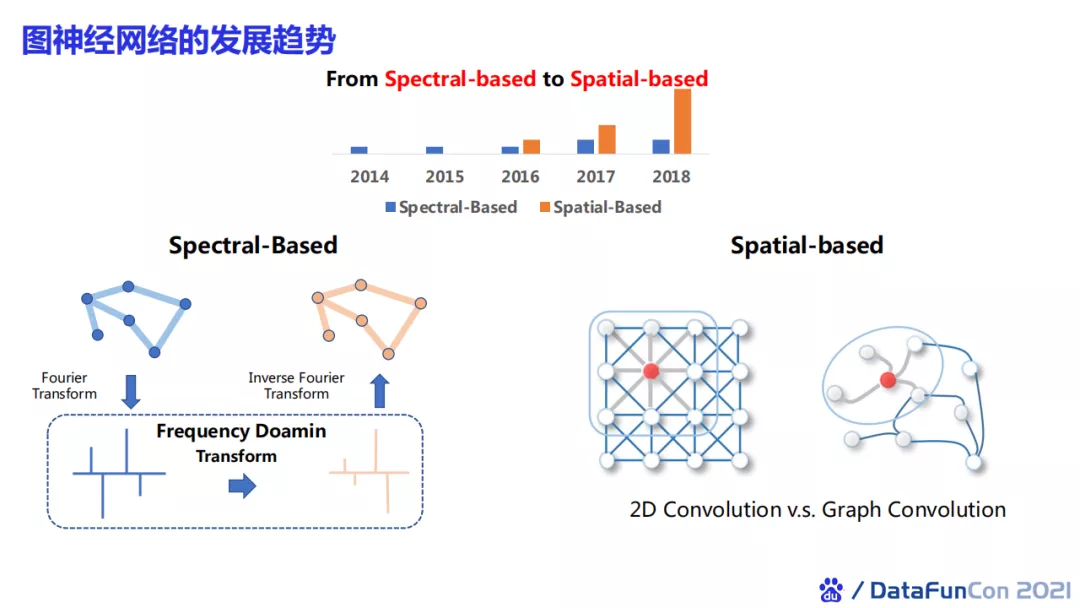 图神经网络的发展趋势
From Spectral-based to Spatial-based
2014 2015 2016 2017 2018
Spectral-Based Spatial-Based
Spectral-Based
Fourier
Transform
Inverse Fourier
Transform
Frequency Doamin
Transform
Spatial-based
2D Convolution v.s. Graph Convolution
du / DataFunCon 2021